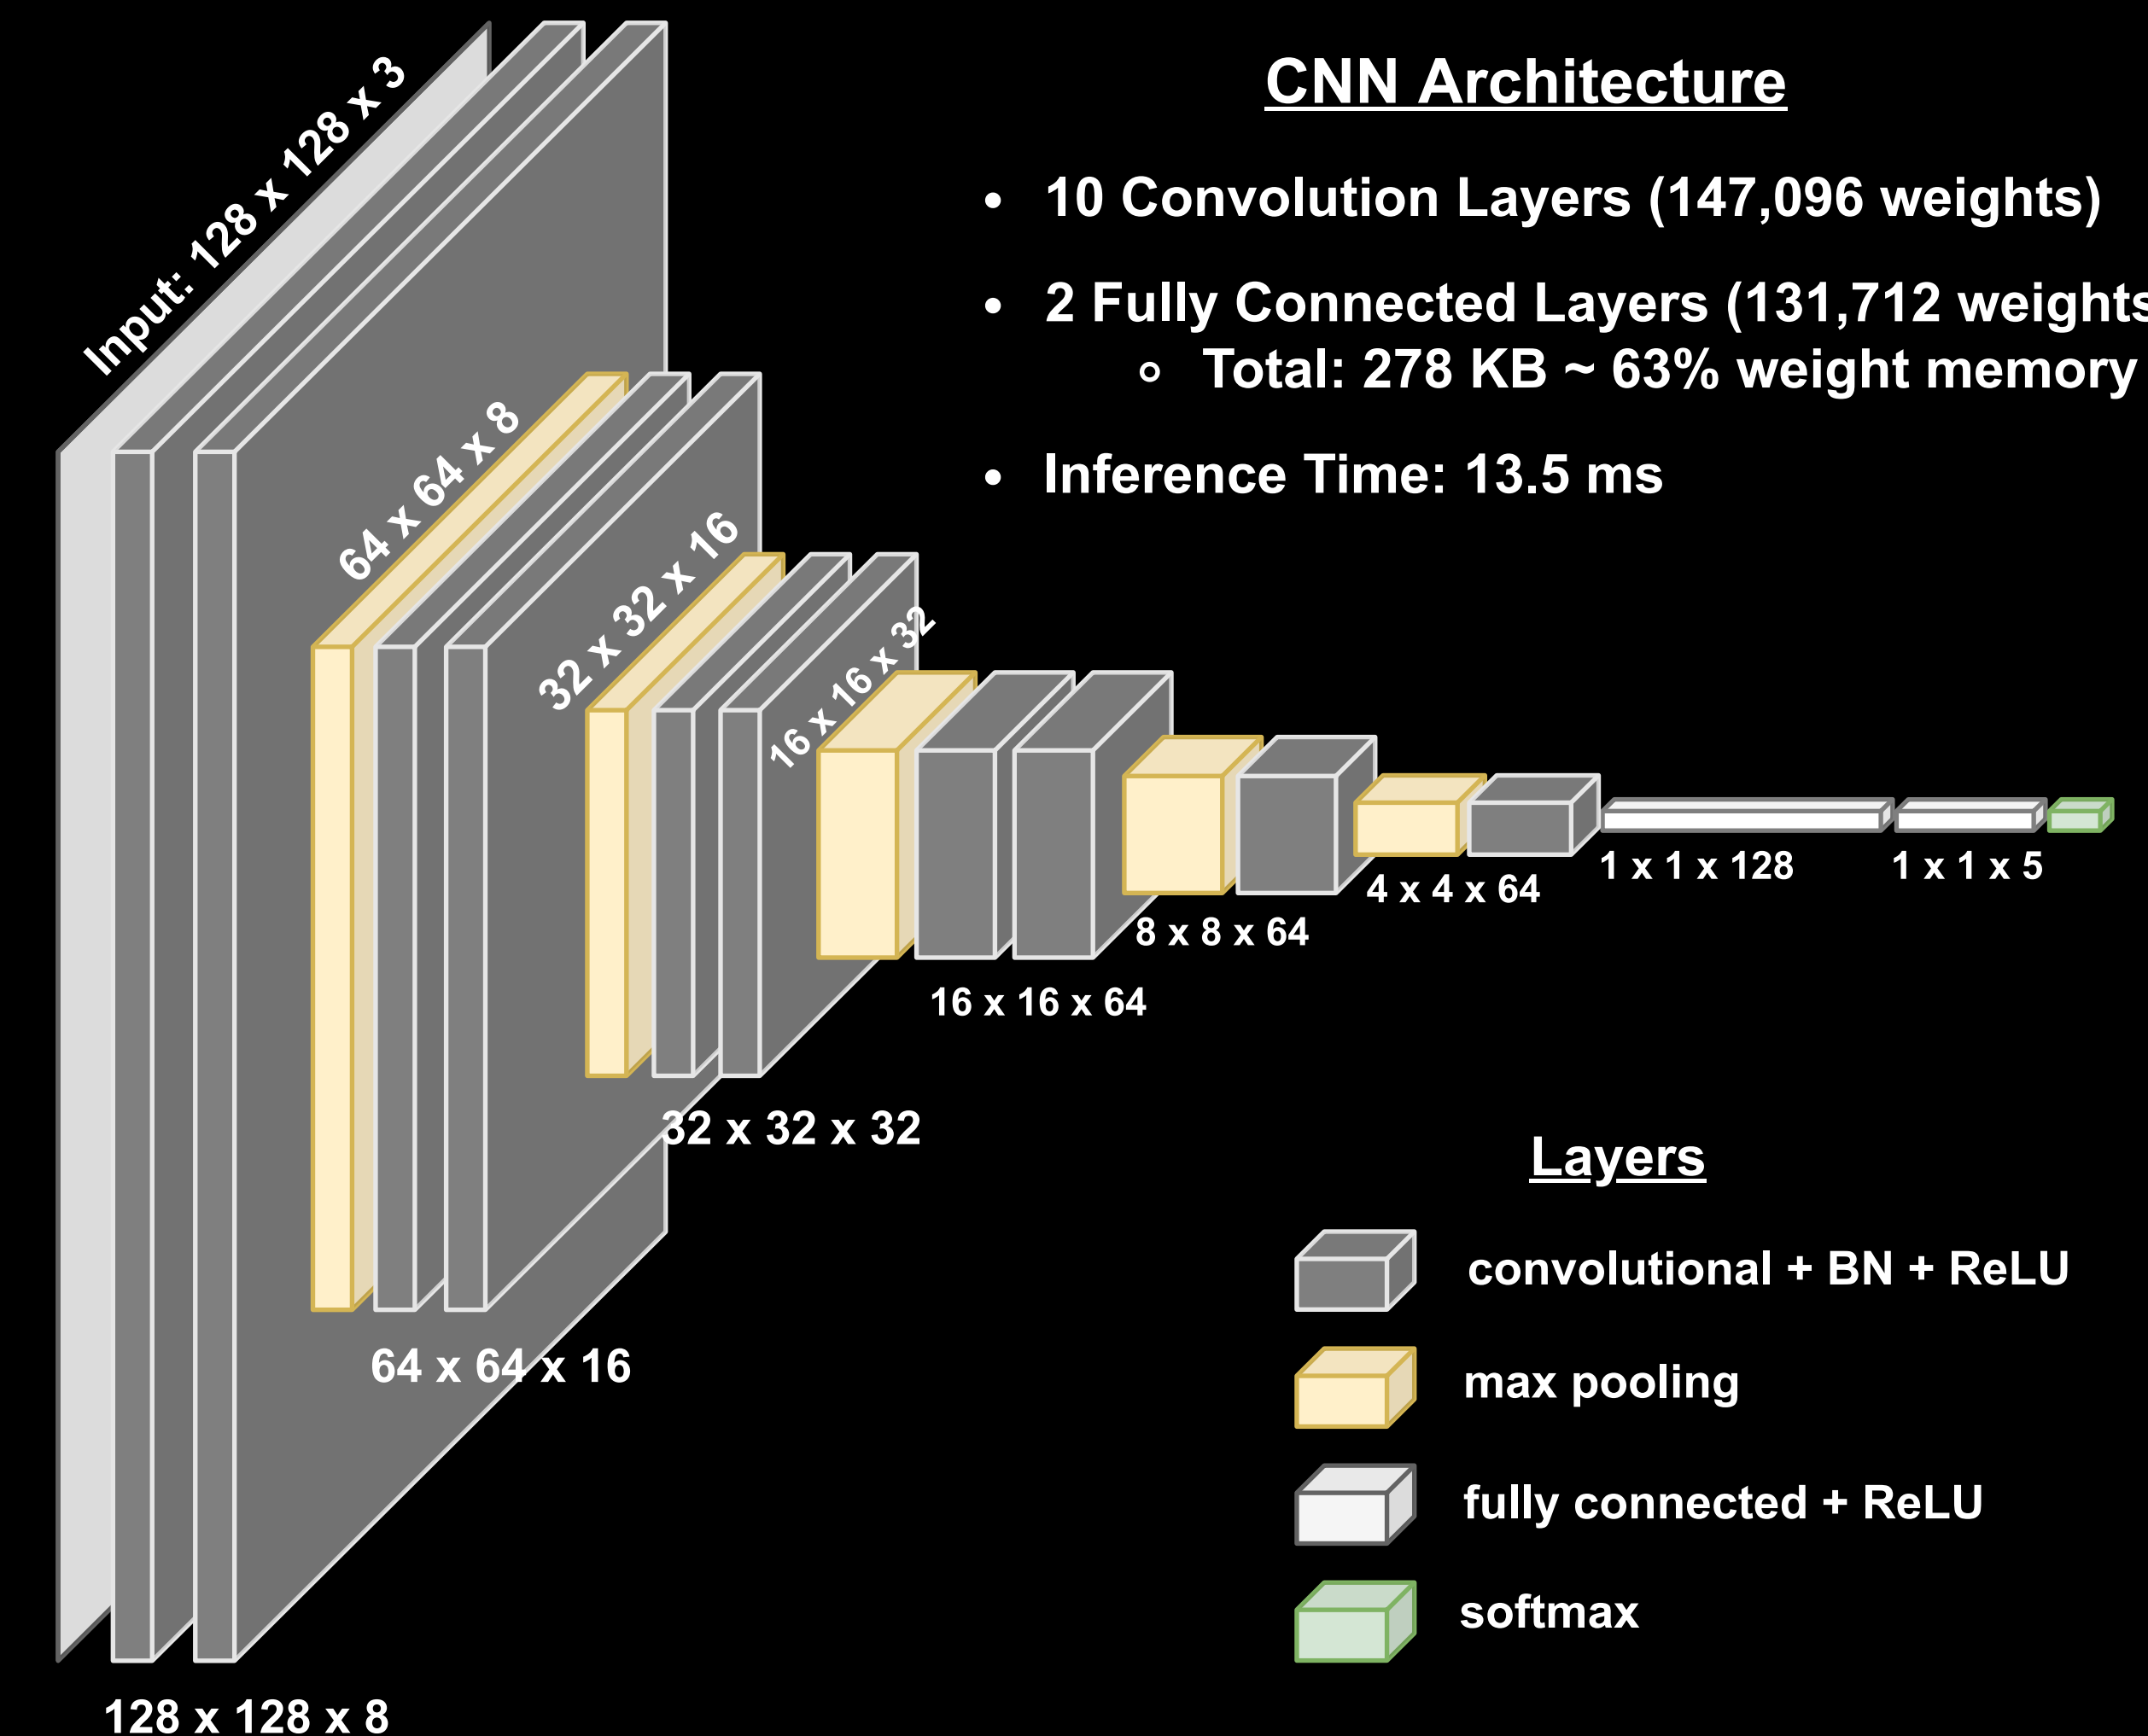 CNN Architecture
• 10 Convolution Layers (147,096 weights)
• 2 Fully Connected Layers (131,712 weights
○ Total: 278 KB ~ 63% weight memory
• Inference Time: 13.5 ms
Input: 128 x 128 x 3
64 x 64 x 8
32 x 32 x 16
16 x 16 x 32
1 x 1 x 128
1 x 1 x 5
4 x 4 x 64
8 x 8 x 64
16 x 16 x 64
32 x 32 x 32
64 x 64 x 16
128 x 128 x 8
Layers
convolutional + BN + ReLU
max pooling
fully connected + ReLU
softmax